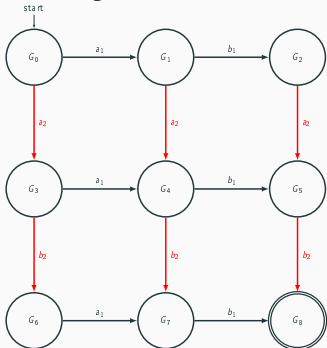 start
G₀ a₁ G₁ b₁ G₂
a₂ a₂ a₂
G₃ a₁ G₄ b₁ G₅
b₂ b₂ b₂
G₆ a₁ G₇ b₁ G₈